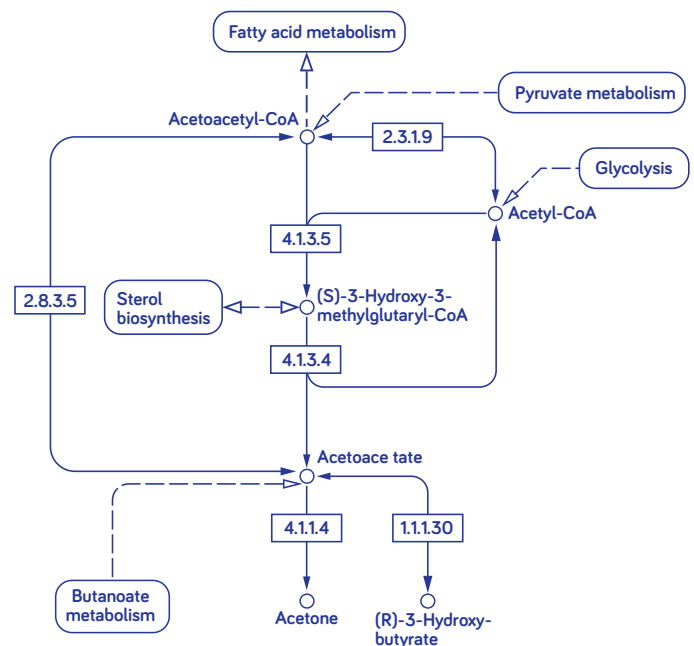 Fatty acid metabolism
Pyruvate metabolism
Acetoacetyl-CoA
2.3.1.9
Glycolysis
Acetyl-CoA
4.1.3.5
2.8.3.5
Sterol
biosynthesis
(S)-3-Hydroxy-3-
methylglutaryl-CoA
4.1.3.4
Acetoace tate
4.1.1.4
1.1.1.30
Butanoate
metabolism
Acetone
(R)-3-Hydroxy-
butyrate